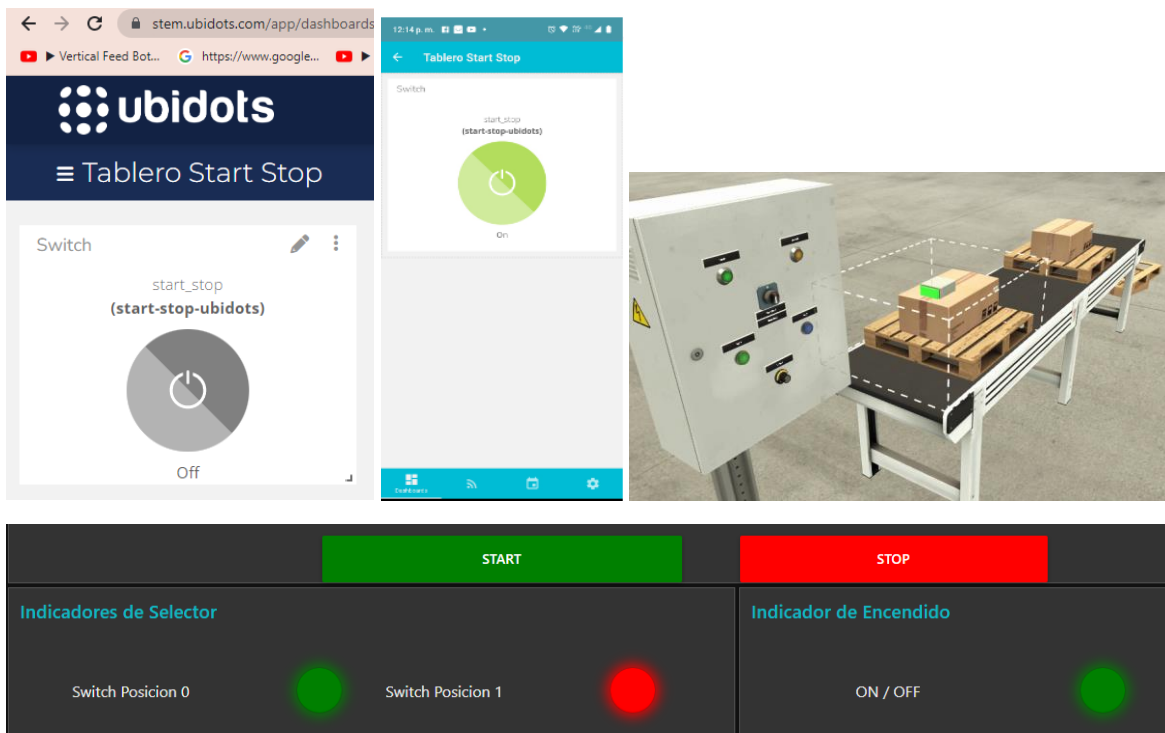 stem.ubidots.com/app/dashboards
Vertical Feed Bot...
https://www.google...
ubidots
Tablero Start Stop
Switch
start_stop
(start-stop-ubidots)
Off
12:14 p. m.
Tablero Start Stop
Switch
start_stop
(start-stop-ubidots)
On
Dashboards
START
STOP
Indicadores de Selector
Indicador de Encendido
Switch Posicion 0
Switch Posicion 1
ON / OFF